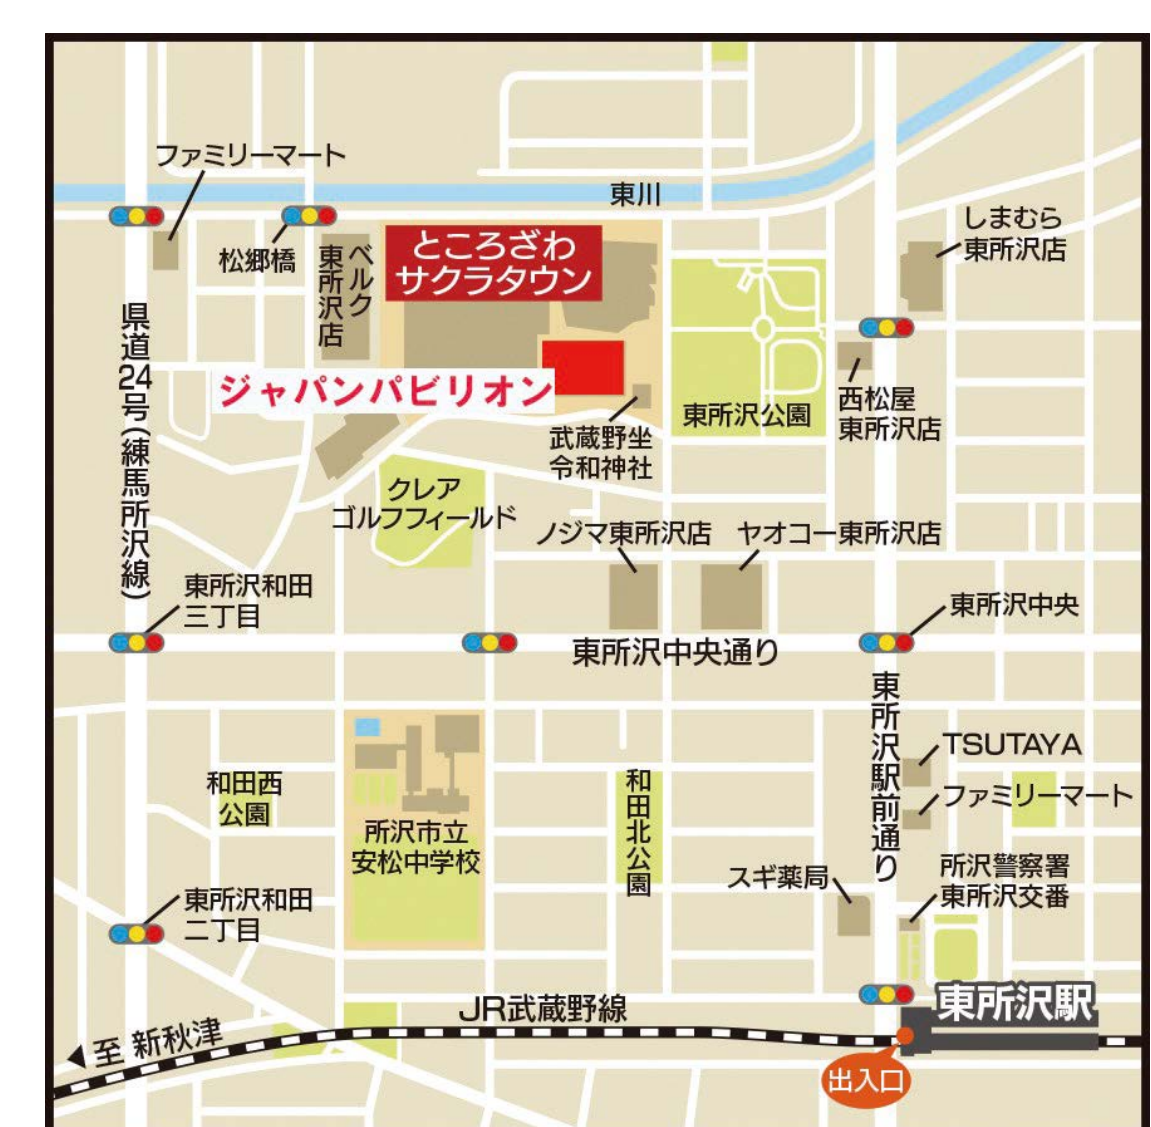 ファミリーマート
東川
松郷橋
ベルク
東所沢店
ところざわ
サクラタウン
しまむら
東所沢店
県道24号(練馬所沢線)
ジャパンパビリオン
武蔵野坐
令和神社
東所沢公園
西松屋
東所沢店
クレア
ゴルフフィールド
ノジマ東所沢店
ヤオコー東所沢店
東所沢和田
三丁目
東所沢中央
東所沢中央通り
東所沢駅前通り
TSUTAYA
ファミリーマート
和田西
公園
所沢市立
安松中学校
和田北公園
スギ薬局
所沢警察署
東所沢交番
東所沢和田
二丁目
JR武蔵野線
東所沢駅
至 新秋津
出入口